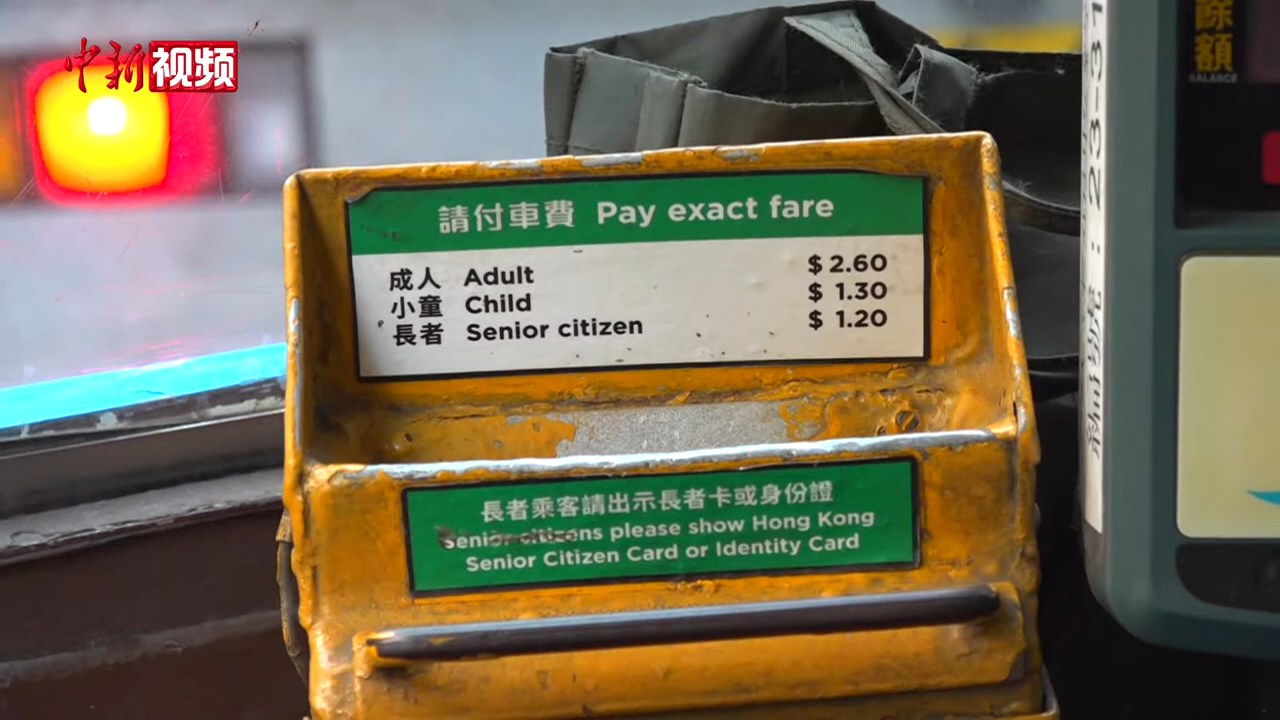 中新视频
請付車費 Pay exact fare
成人 Adult $ 2.60
小童 Child $ 1.30
長者 Senior citizen $ 1.20
長者乘客請出示長者卡或身份證
Senior citizens please show Hong Kong
Senior Citizen Card or Identity Card
餘額
BALANCE
: 223-31